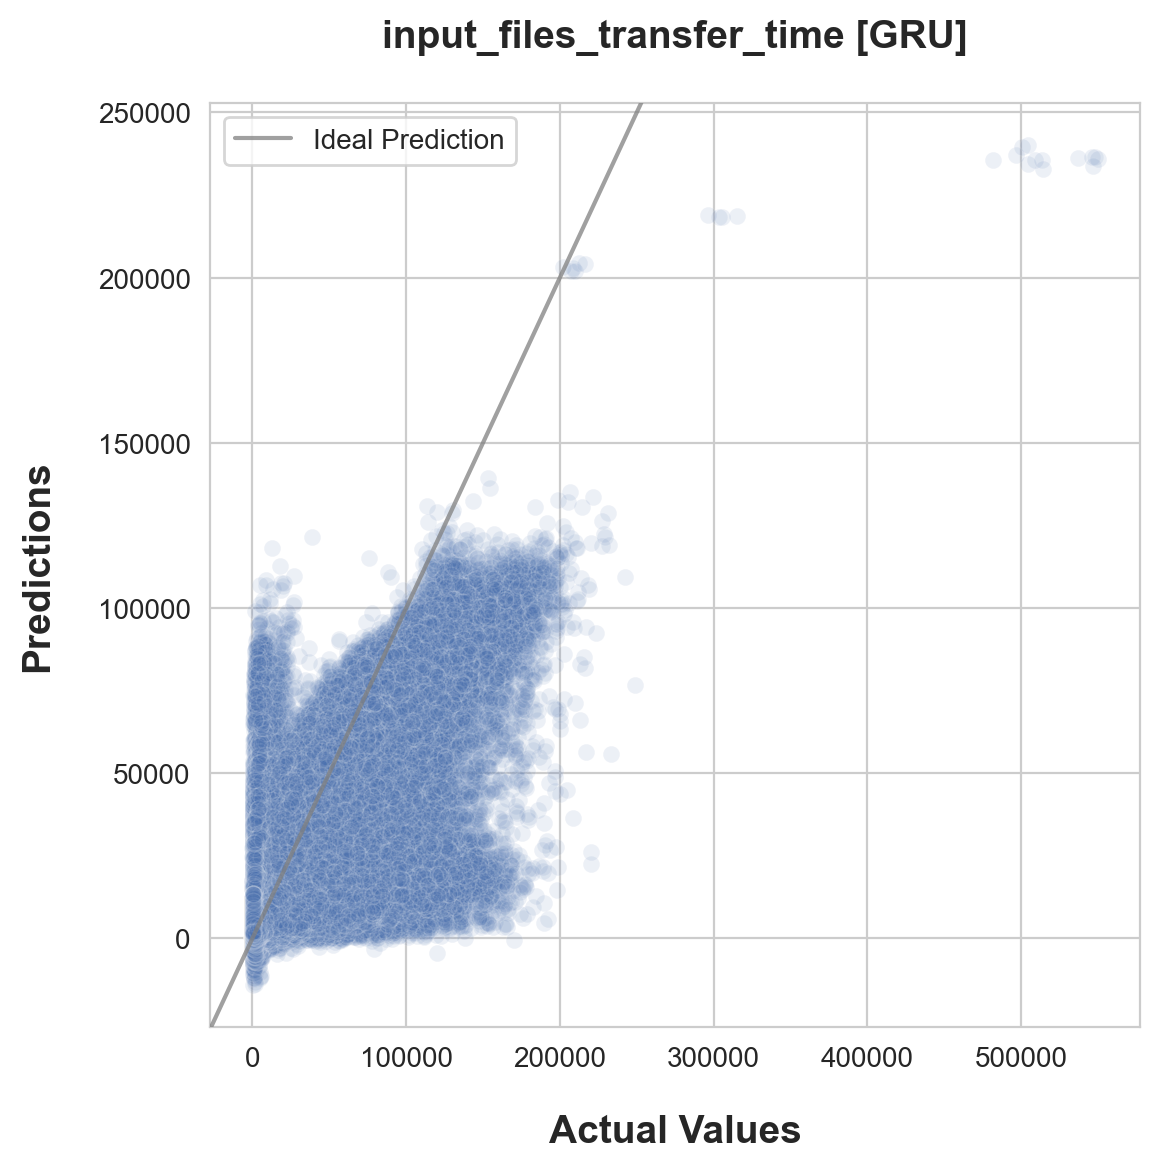 input_files_transfer_time [GRU]
Ideal Prediction
250000
200000
150000
100000
50000
0
Predictions
0 100000 200000 300000 400000 500000
Actual Values